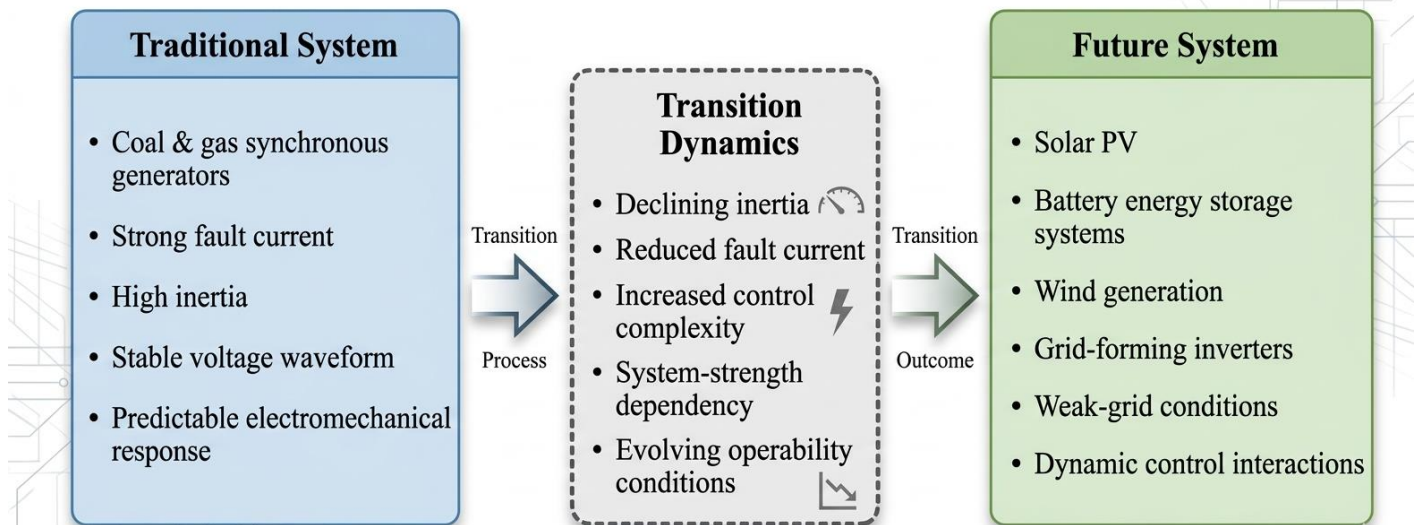 Traditional System
• Coal & gas synchronous
generators
• Strong fault current
• High inertia
• Stable voltage waveform
• Predictable electromechanical
response
Transition
Process
Transition
Dynamics
• Declining inertia
• Reduced fault current
• Increased control
complexity
• System-strength
dependency
• Evolving operability
conditions
Transition
Outcome
Future System
• Solar PV
• Battery energy storage
systems
• Wind generation
• Grid-forming inverters
• Weak-grid conditions
• Dynamic control interactions